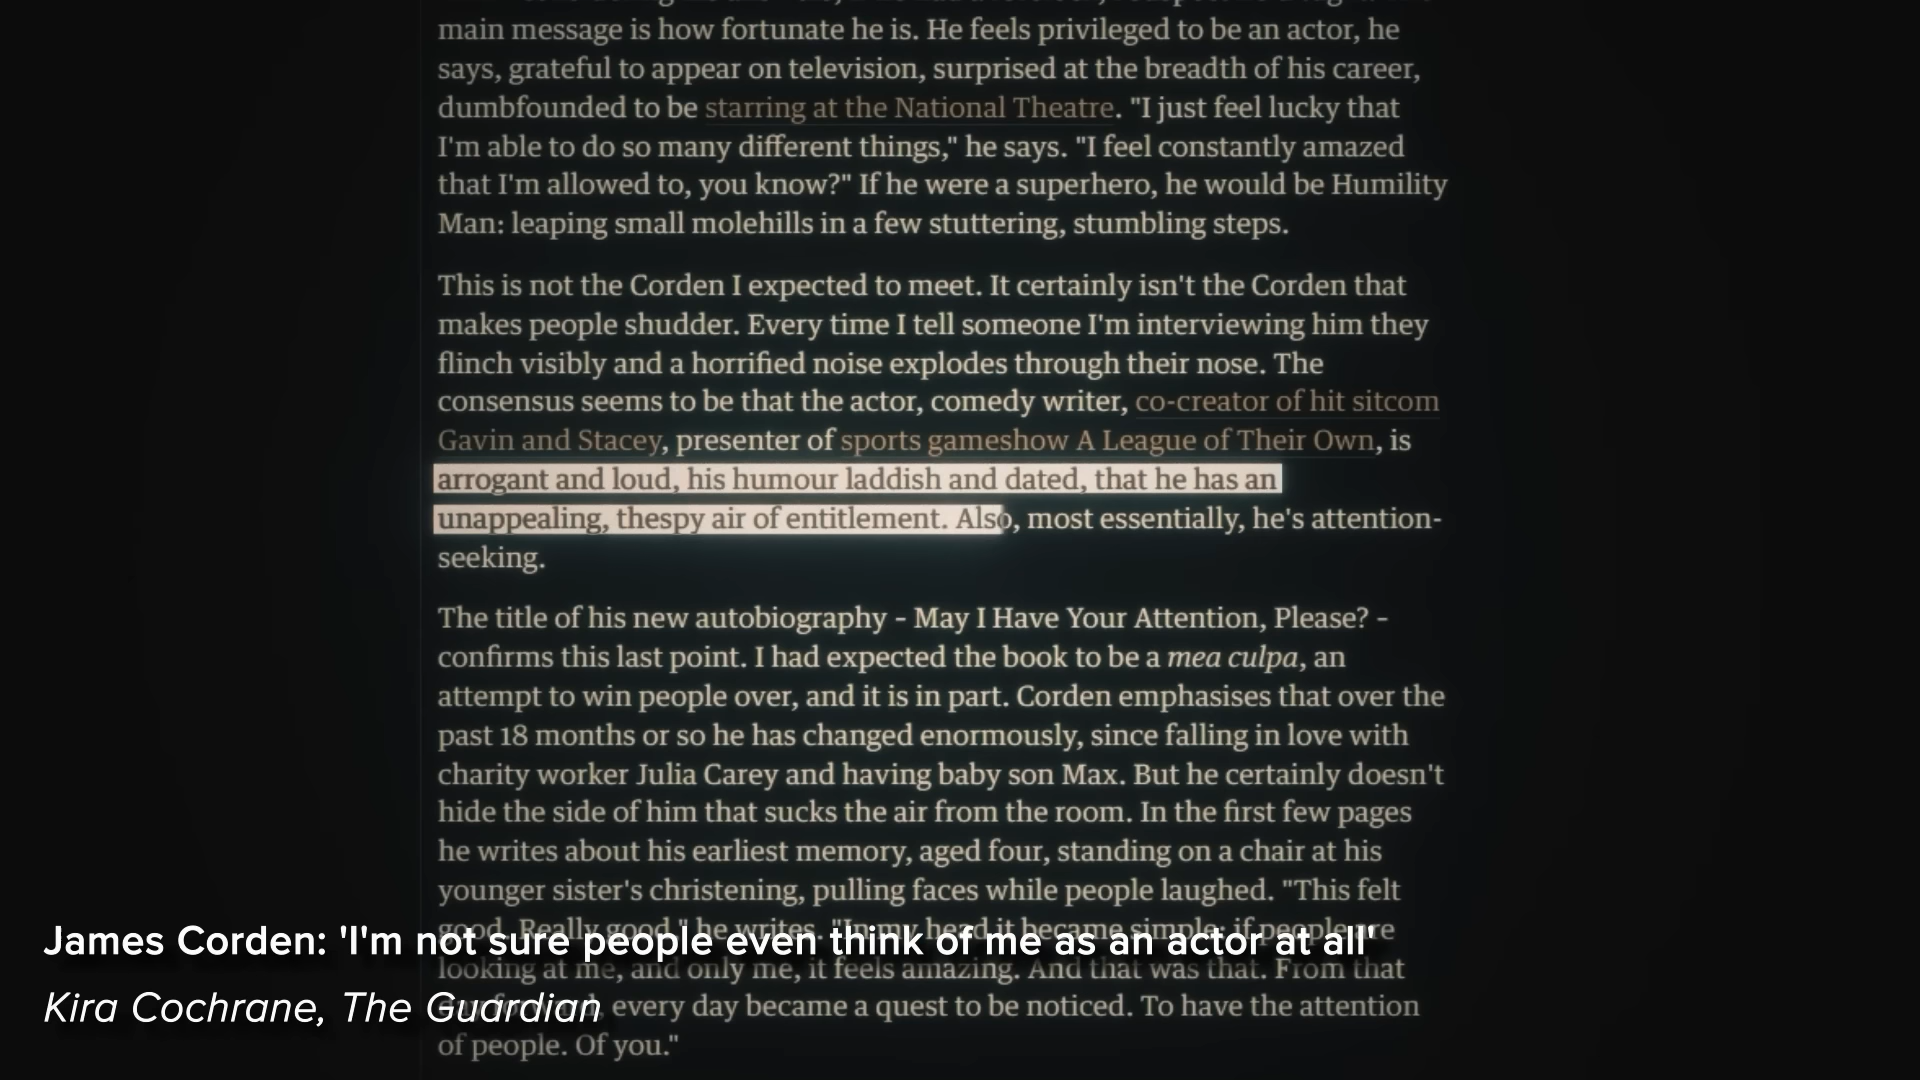 main message is how fortunate he is. He feels privileged to be an actor, he
says, grateful to appear on television, surprised at the breadth of his career,
dumbfounded to be starring at the National Theatre. "I just feel lucky that
I'm able to do so many different things," he says. "I feel constantly amazed
that I'm allowed to, you know?" If he were a superhero, he would be Humility
Man: leaping small molehills in a few stuttering, stumbling steps.
This is not the Corden I expected to meet. It certainly isn't the Corden that
makes people shudder. Every time I tell someone I'm interviewing him they
flinch visibly and a horrified noise explodes through their nose. The
consensus seems to be that the actor, comedy writer, co-creator of hit sitcom
Gavin and Stacey, presenter of sports gameshow A League of Their Own, is
arrogant and loud, his humour laddish and dated, that he has an
unappealing, thespy air of entitlement. Also, most essentially, he's attention-
seeking.
The title of his new autobiography - May I Have Your Attention, Please? -
confirms this last point. I had expected the book to be a mea culpa, an
attempt to win people over, and it is in part. Corden emphasises that over the
past 18 months or so he has changed enormously, since falling in love with
charity worker Julia Carey and having baby son Max. But he certainly doesn't
hide the side of him that sucks the air from the room. In the first few pages
he writes about his earliest memory, aged four, standing on a chair at his
younger sister's christening, pulling faces while people laughed. "This felt
good. Really good," he writes. "In my head it became simple: if people are
James Corden: 'I'm not sure people even think of me as an actor at all'
looking at me, and only me, it feels amazing. And that was that. From that
every day became a quest to be noticed. To have the attention
Kira Cochrane, The Guardian
of people. Of you."